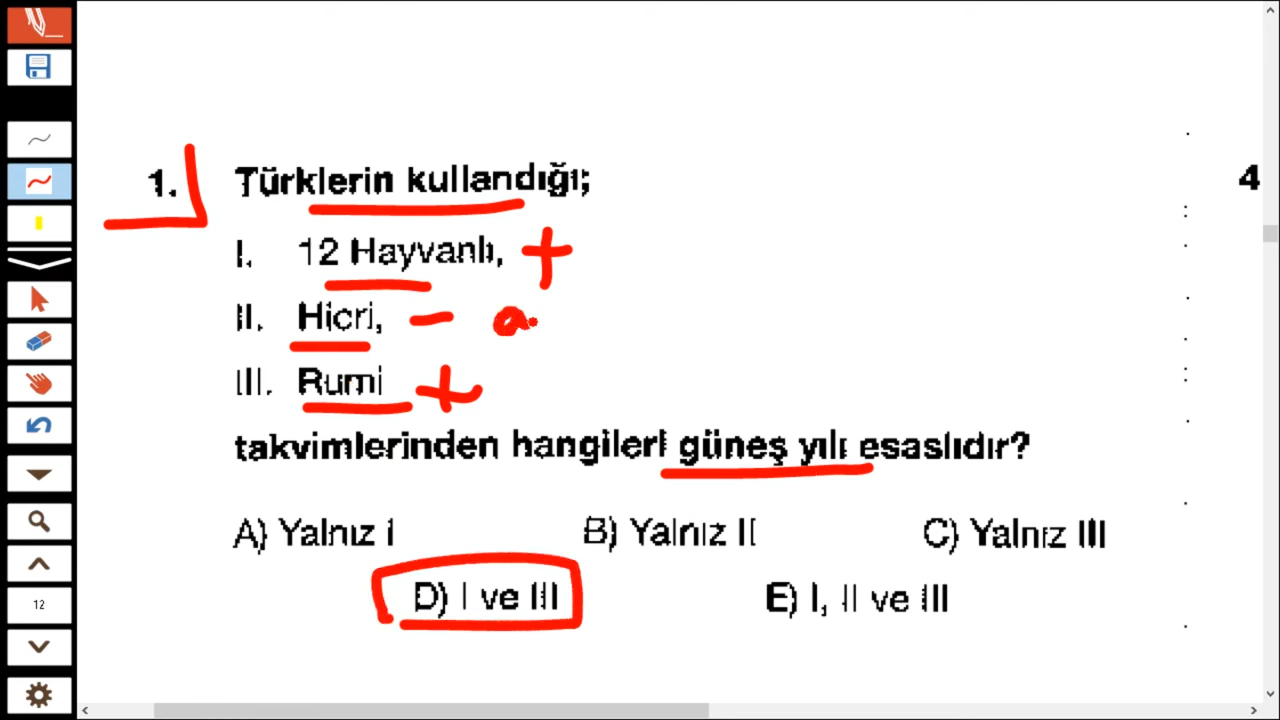 1. Türklerin kullandığı;
4
I. 12 Hayvanlı, +
II. Hicri, - a
III. Rumi +
takvimlerinden hangileri güneş yılı esaslıdır?
A) Yalnız I B) Yalnız II C) Yalnız III
D) I ve III E) I, II ve III
12